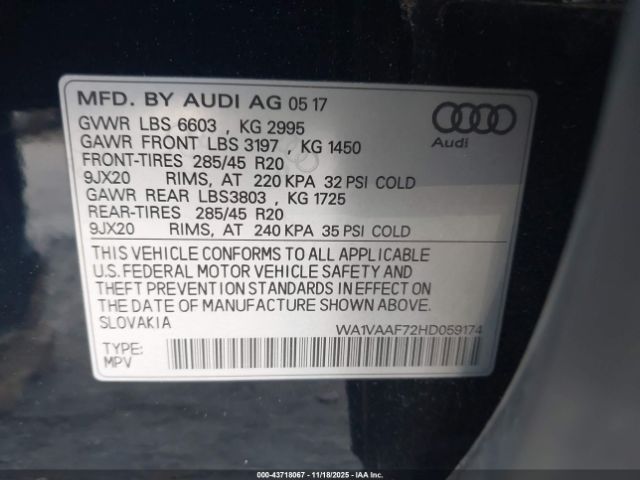 MFD. BY AUDI AG 05 17
GVWR LBS 6603 , KG 2995
GAWR FRONT LBS 3197 , KG 1450
FRONT-TIRES 285/45 R20
9JX20 RIMS, AT 220 KPA 32 PSI COLD
GAWR REAR LBS3803 , KG 1725
REAR-TIRES 285/45 R20
9JX20 RIMS, AT 240 KPA 35 PSI COLD
Audi
THIS VEHICLE CONFORMS TO ALL APPLICABLE
U.S. FEDERAL MOTOR VEHICLE SAFETY AND
THEFT PREVENTION STANDARDS IN EFFECT ON
THE DATE OF MANUFACTURE SHOWN ABOVE.
SLOVAKIA
WA1VAAF72HD059174
TYPE:
MPV
000-43718067 - 11/18/2025 - IAA Inc.